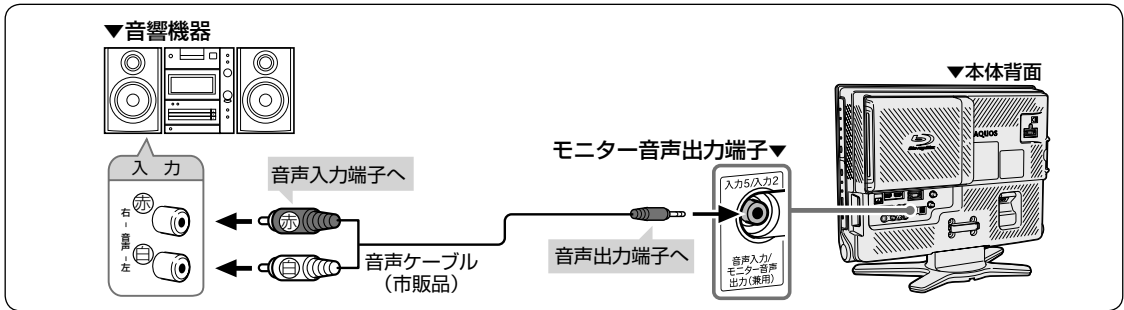 ▼音響機器
▼本体背面
AQUOS
モニター音声出力端子▼
入 力
音声入力端子へ
入力5/入力2
赤
赤
右-音声-左
白
白
音声ケーブル
（市販品）
音声出力端子へ
音声入力/
モニター音声
出力(兼用)